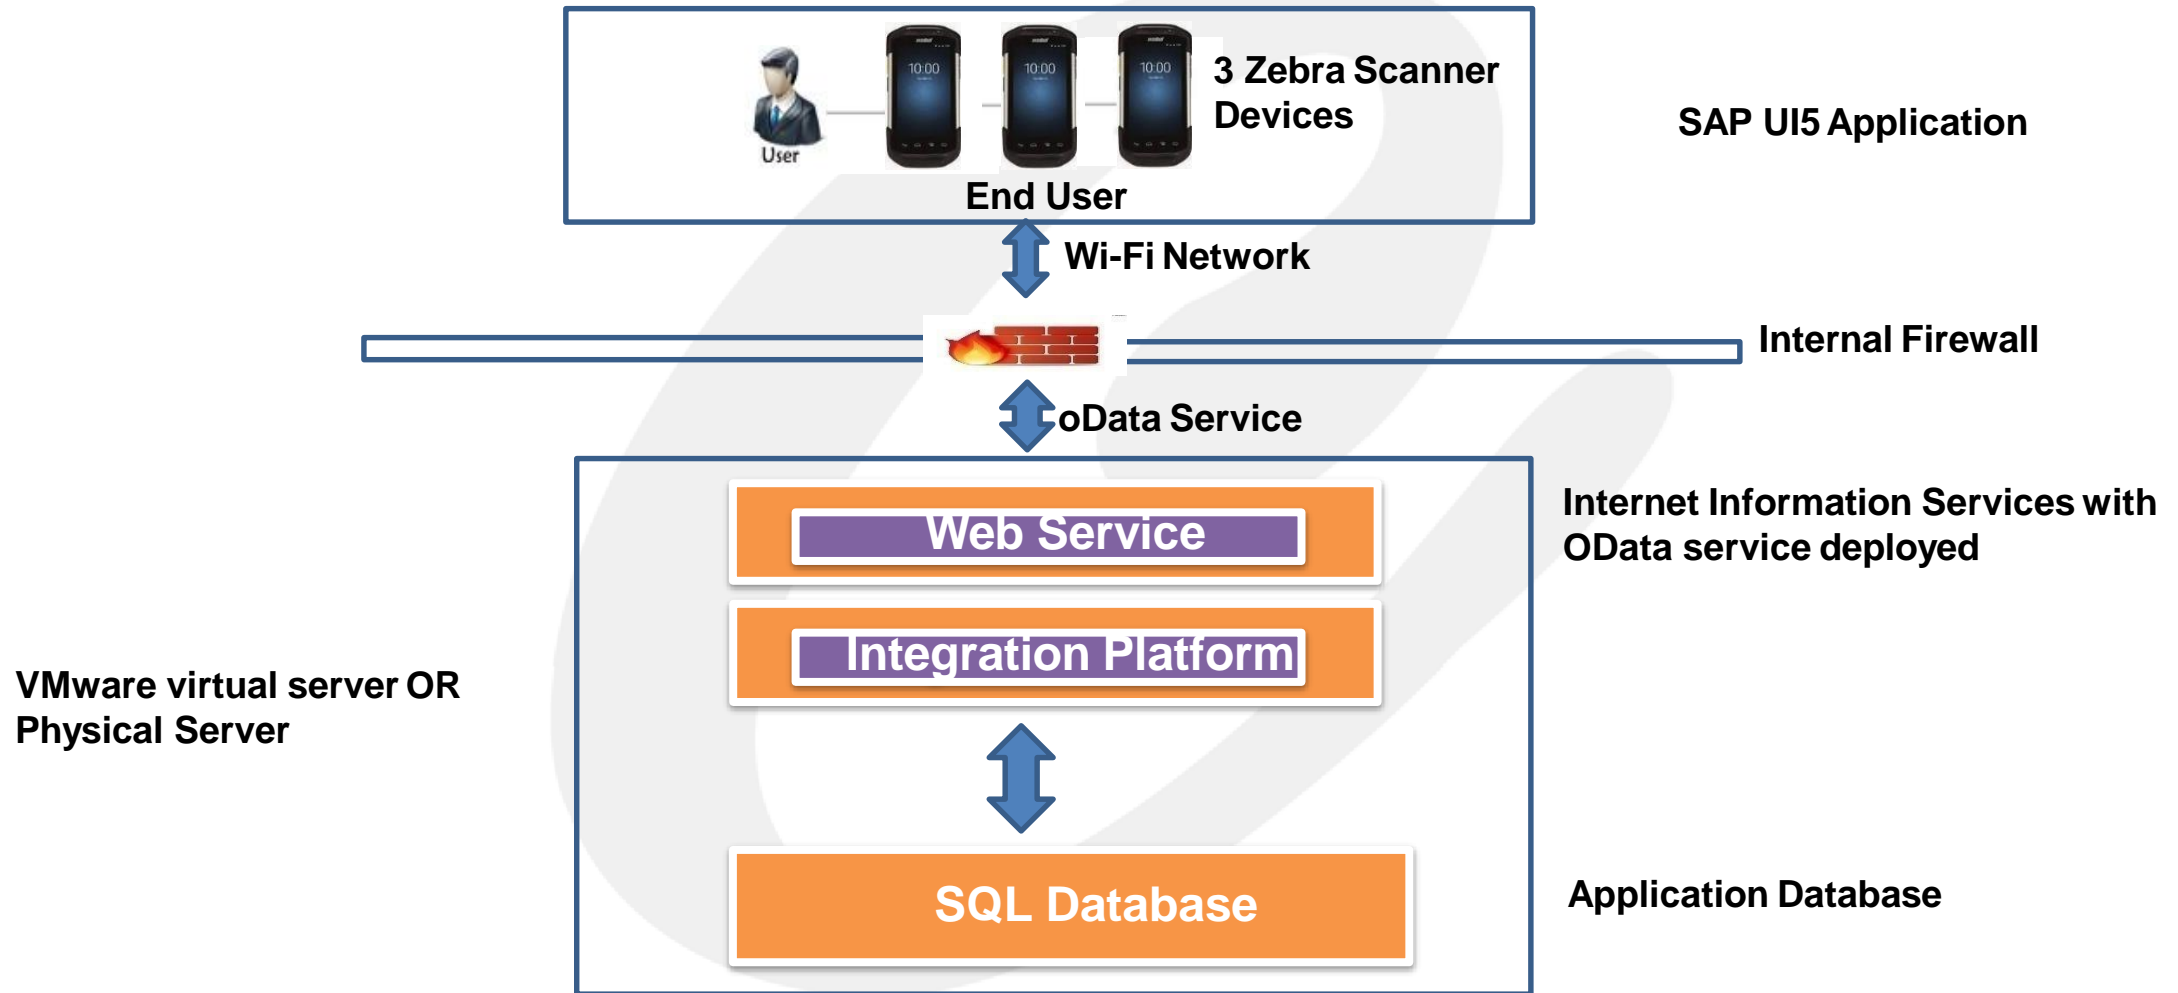 10:00
10:00
10:00
3 Zebra Scanner
Devices
User
End User
SAP UI5 Application
Wi-Fi Network
Internal Firewall
oData Service
Web Service
Internet Information Services with
OData service deployed
Integration Platform
VMware virtual server OR
Physical Server
SQL Database
Application Database